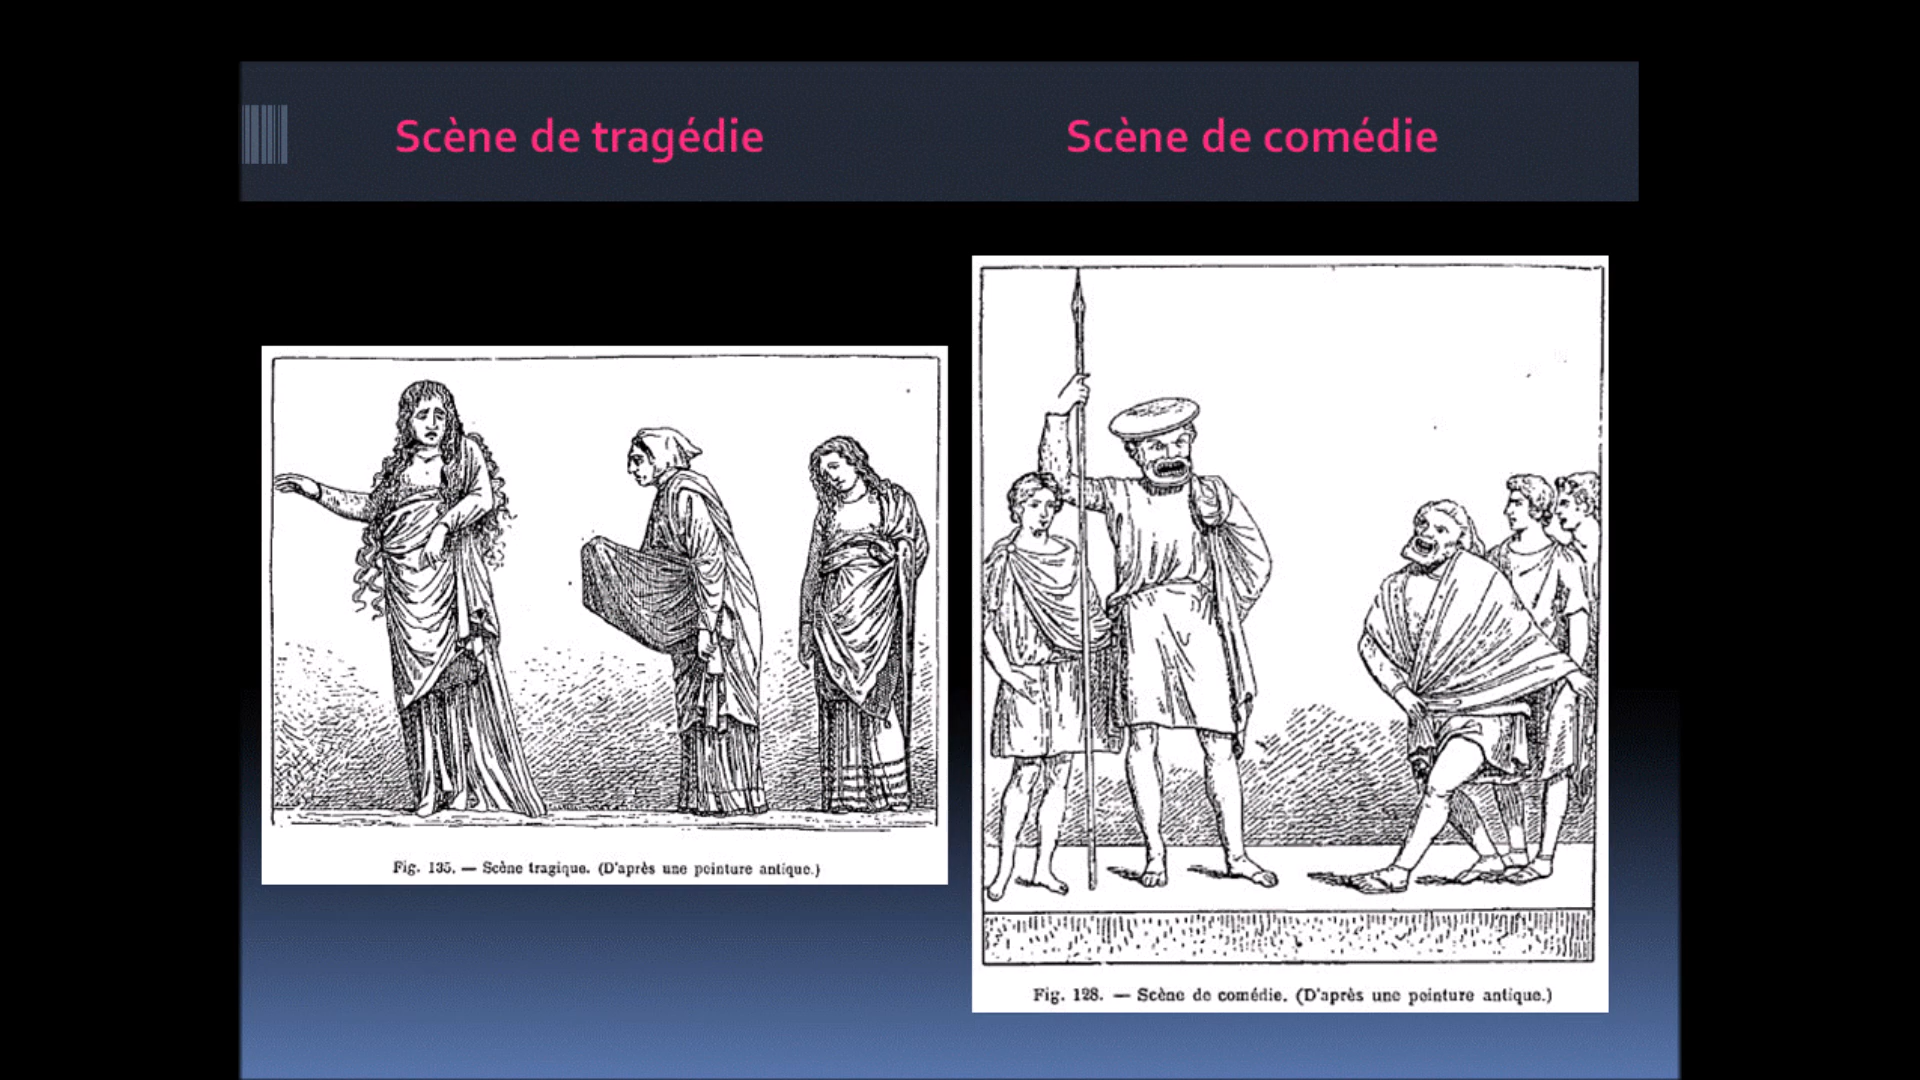 Scène de tragédie
Scène de comédie
Fig. 135. — Scène tragique. (D'après une peinture antique.)
Fig. 128. — Scène de comédie. (D'après une peinture antique.)